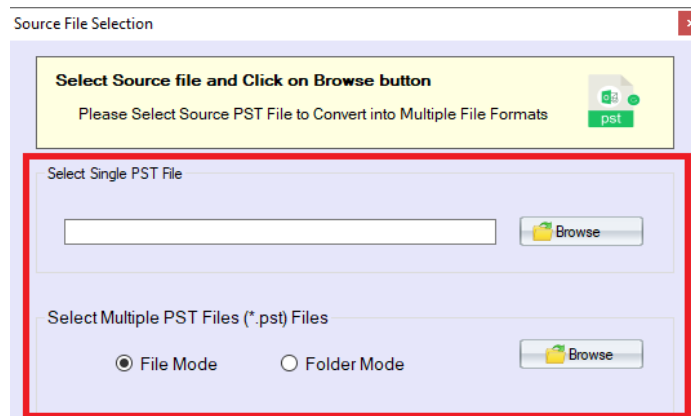 Source File Selection
Select Source file and Click on Browse button
Please Select Source PST File to Convert into Multiple File Formats
pst
Select Single PST File
Browse
Select Multiple PST Files (*.pst) Files
File Mode
Folder Mode
Browse